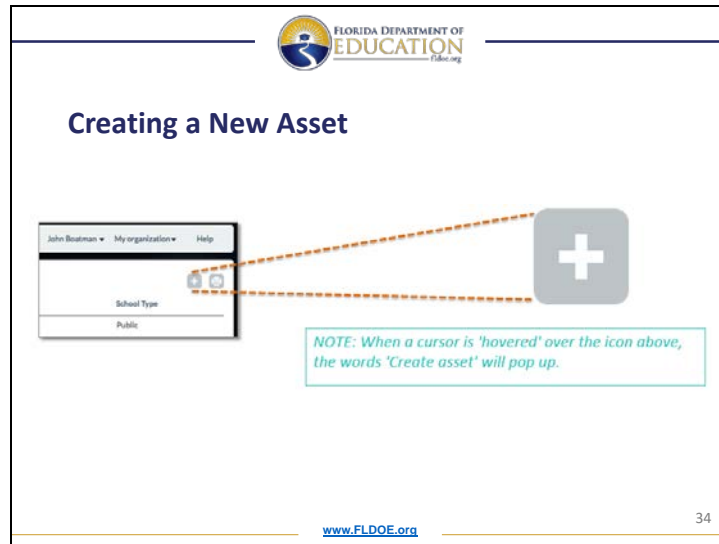 FLORIDA DEPARTMENT OF
EDUCATION
fldoe.org
Creating a New Asset
John Boatman My organization Help
School Type
Public
NOTE: When a cursor is 'hovered' over the icon above,
the words 'Create asset' will pop up.
34
www.FLDOE.org